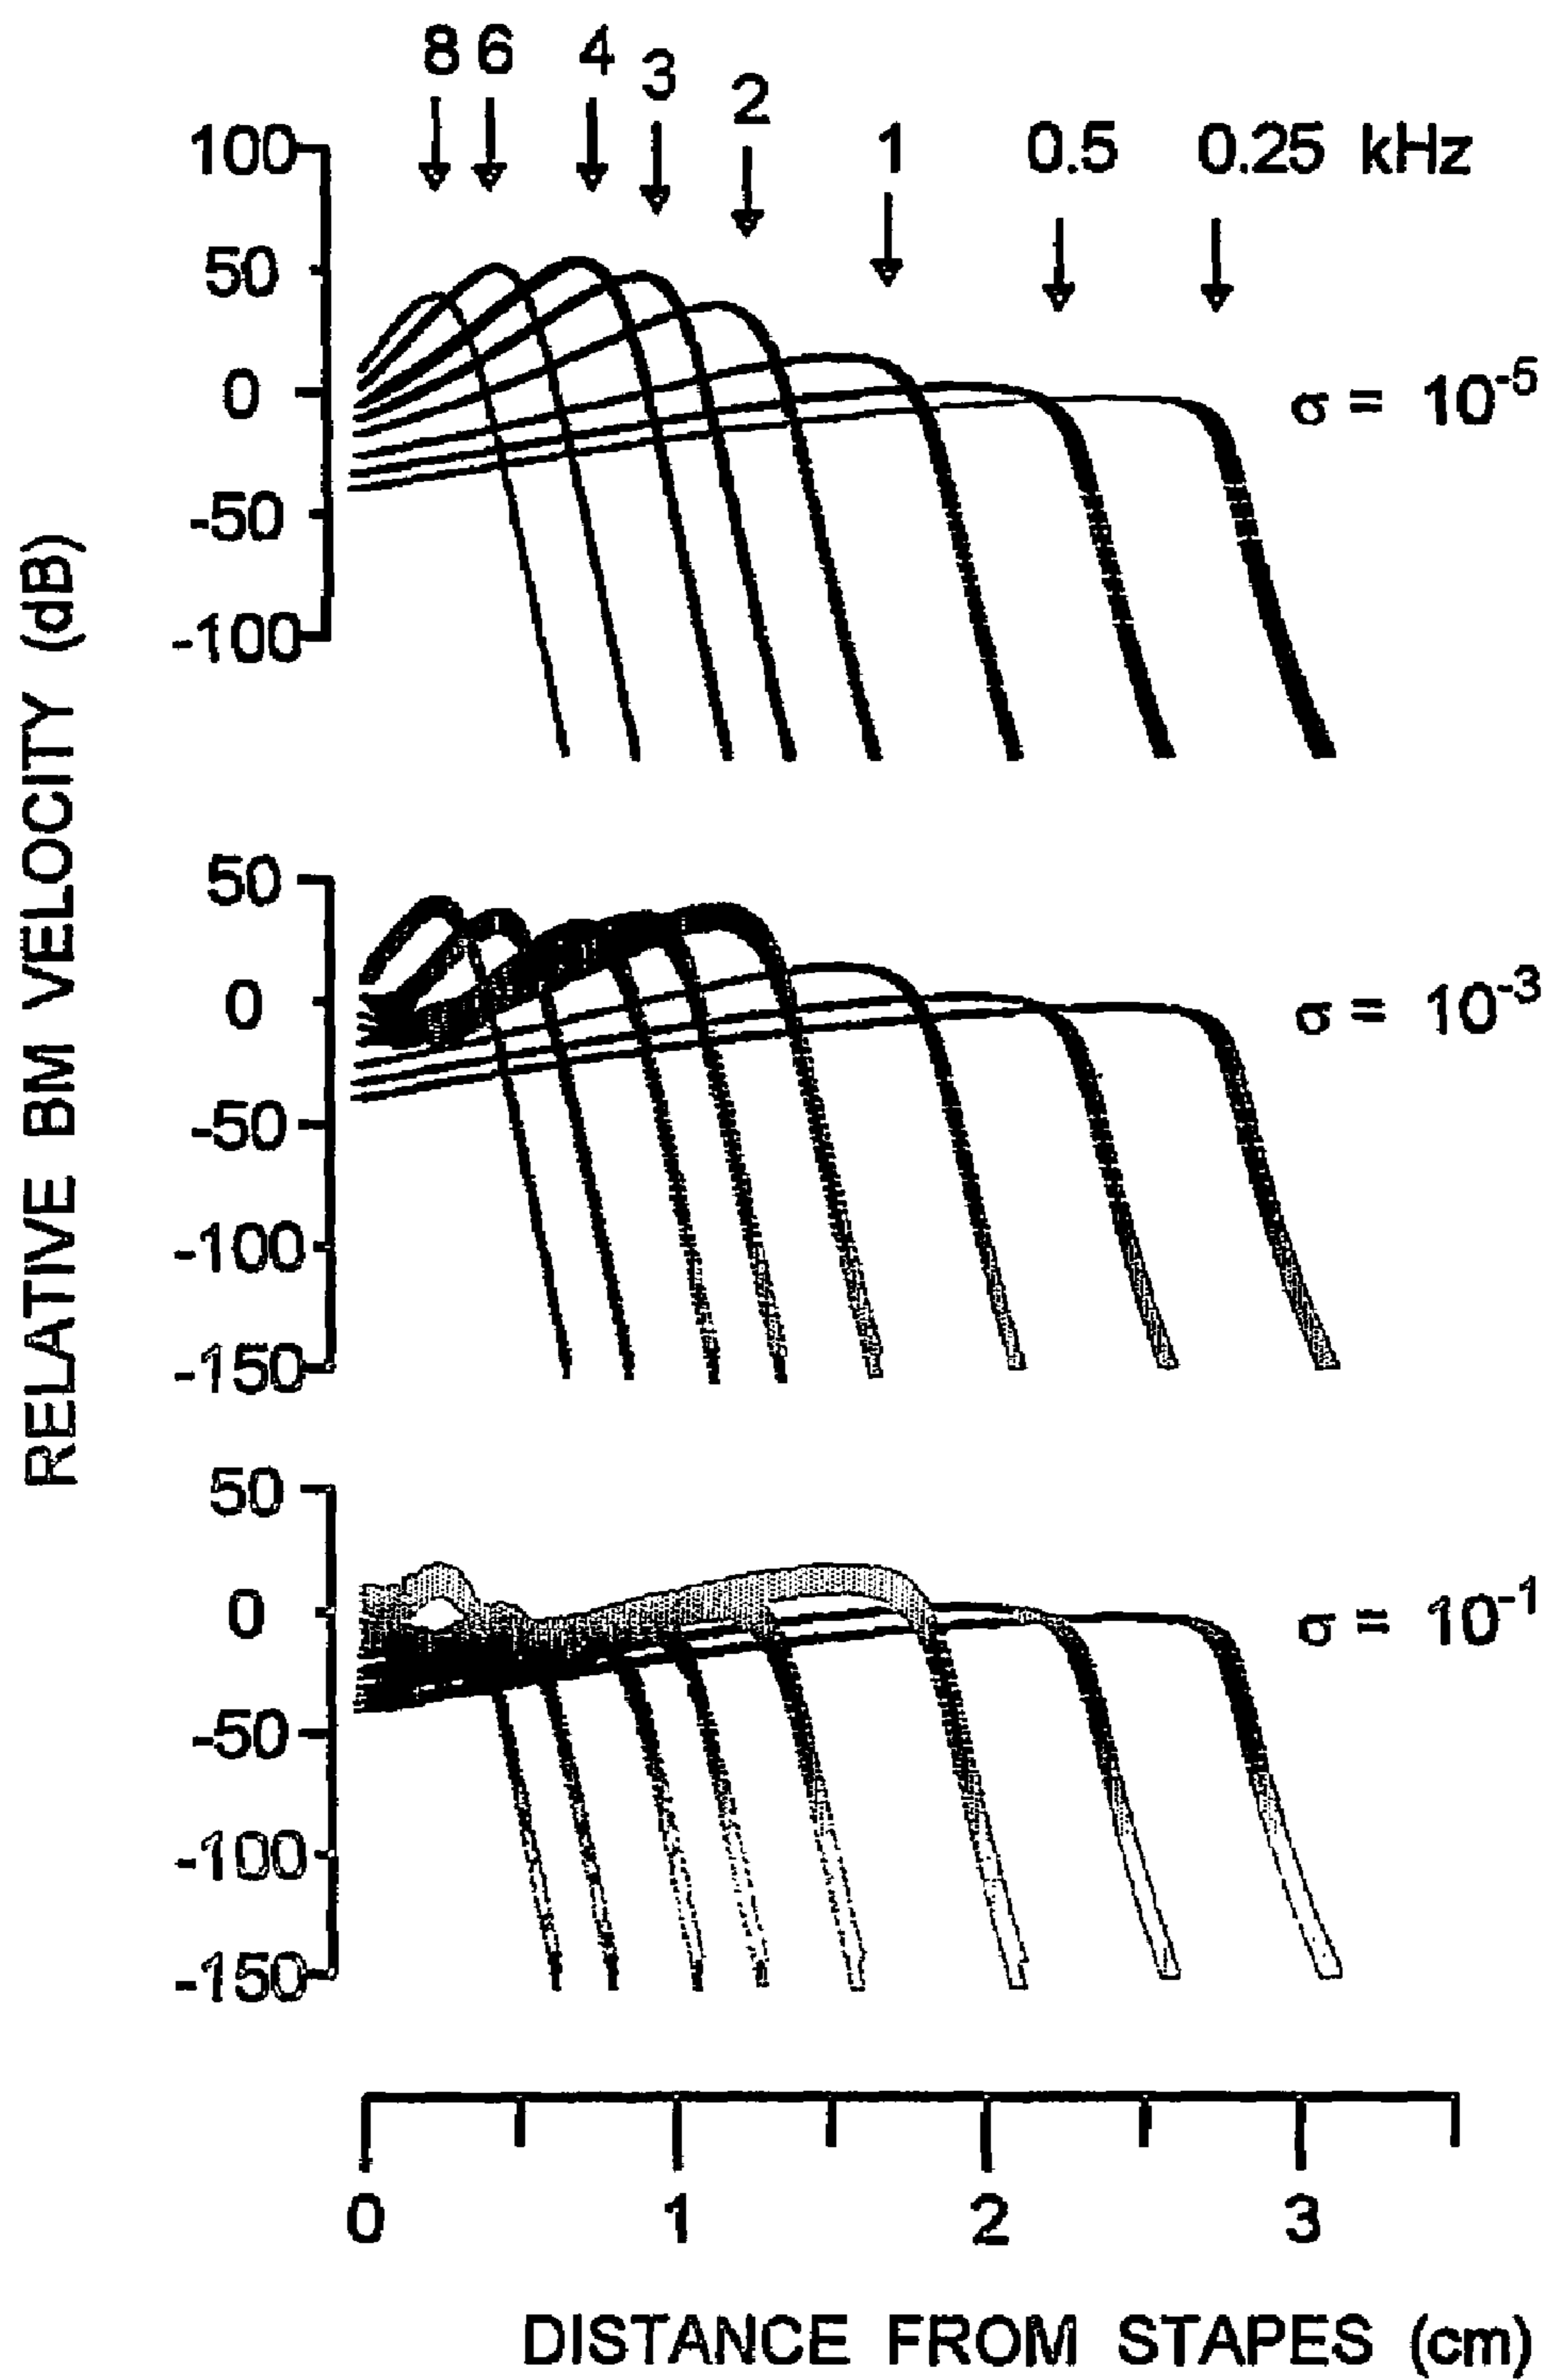 8 6 4 3 2 1 0.5 0.25 kHz
100
50
0
-50
-100
σ = 10⁻⁵
RELATIVE BM VELOCITY (dB)
50
0
-50
-100
-150
σ = 10⁻³
50
0
-50
-100
-150
σ = 10⁻¹
0 1 2 3
DISTANCE FROM STAPES (cm)